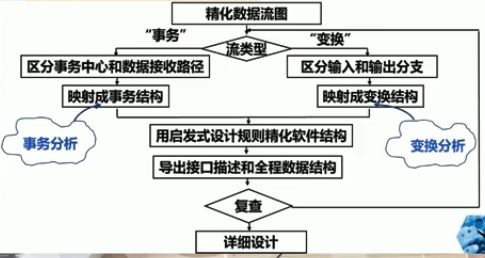 精化数据流图
“事务”
流类型
“变换”
区分事务中心和数据接收路径
区分输入和输出分支
映射成事务结构
映射成变换结构
事务分析
变换分析
用启发式设计规则精化软件结构
导出接口描述和全程数据结构
复查
详细设计